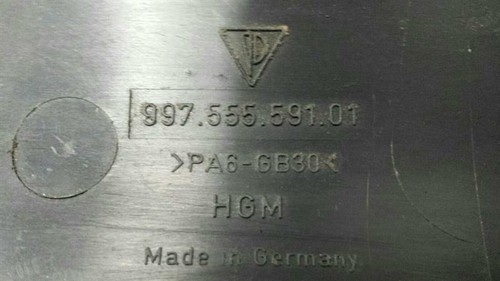 997.555.591.01
>PA6-GB30<
HGM
Made in Germany